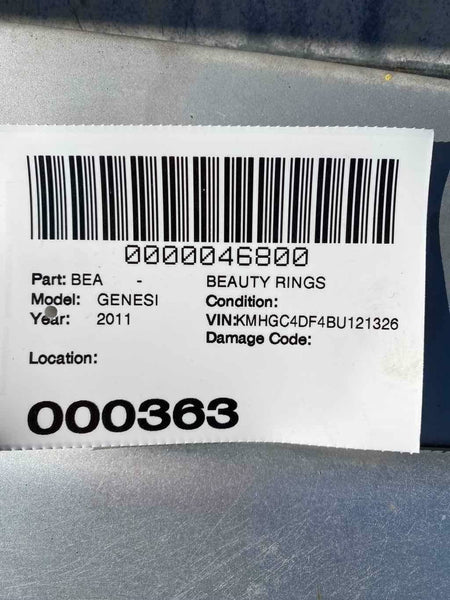 0000046800
Part: BEA - BEAUTY RINGS
Model: GENESI Condition:
Year: 2011 VIN:KMHGC4DF4BU121326
Damage Code:
Location:
000363